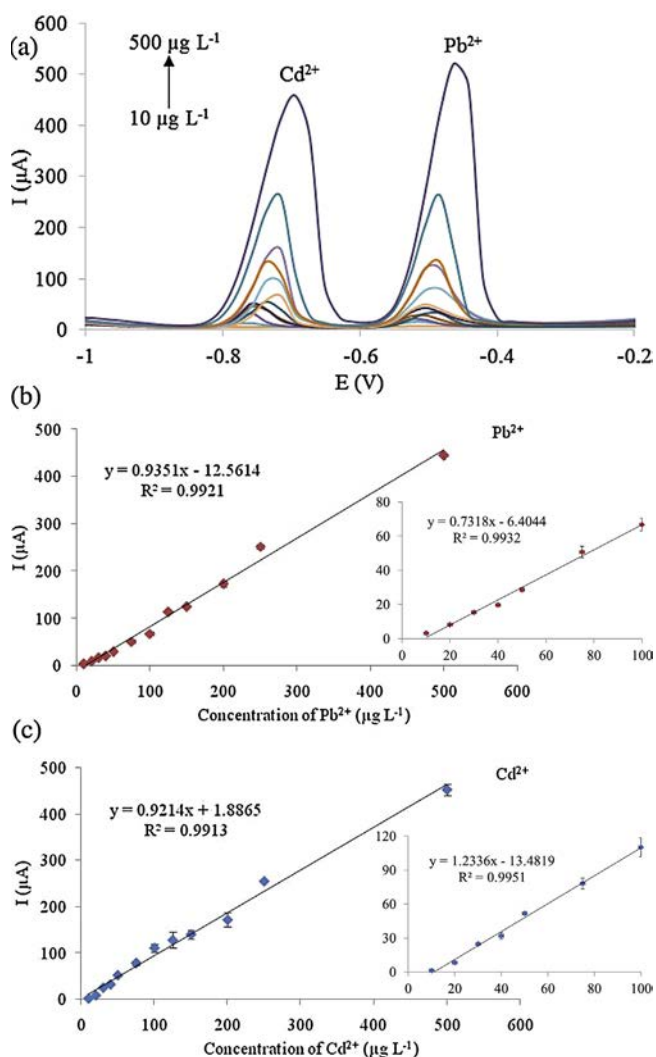 (a)
600
500
400
300
200
100
0
I (µA)
500 µg L⁻¹
10 µg L⁻¹
Cd²⁺
Pb²⁺
-1
-0.8
-0.6
-0.4
-0.2
E (V)
(b)
500
400
300
200
100
0
I (µA)
y = 0.9351x - 12.5614
R² = 0.9921
Pb²⁺
0
100
200
300
400
500
600
Concentration of Pb²⁺ (µg L⁻¹)
80
60
40
20
0
y = 0.7318x - 6.4044
R² = 0.9932
0
20
40
60
80
100
(c)
500
400
300
200
100
0
I (µA)
y = 0.9214x + 1.8865
R² = 0.9913
Cd²⁺
0
100
200
300
400
500
600
Concentration of Cd²⁺ (µg L⁻¹)
120
90
60
30
0
y = 1.2336x - 13.4819
R² = 0.9951
0
20
40
60
80
100